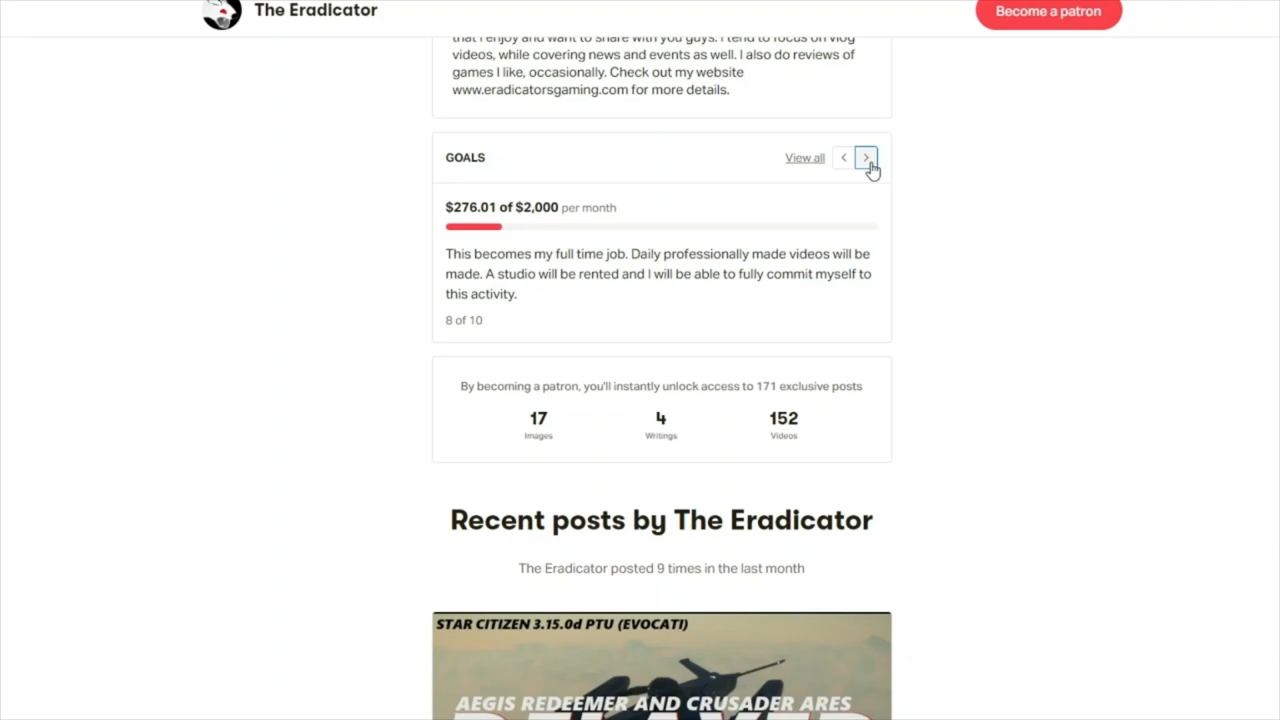 The Eradicator
Become a patron
that I enjoy and want to share with you guys. I tend to focus on vlog
videos, while covering news and events as well. I also do reviews of
games I like, occasionally. Check out my website
www.eradicatorsgaming.com for more details.
GOALS
View all
$276.01 of $2,000 per month
This becomes my full time job. Daily professionally made videos will be
made. A studio will be rented and I will be able to fully commit myself to
this activity.
8 of 10
By becoming a patron, you'll instantly unlock access to 171 exclusive posts
17 4 152
Images Writings Videos
Recent posts by The Eradicator
The Eradicator posted 9 times in the last month
STAR CITIZEN 3.15.0d PTU (EVOCATI)
AEGIS REDEEMER AND CRUSADER ARES
DELAYED